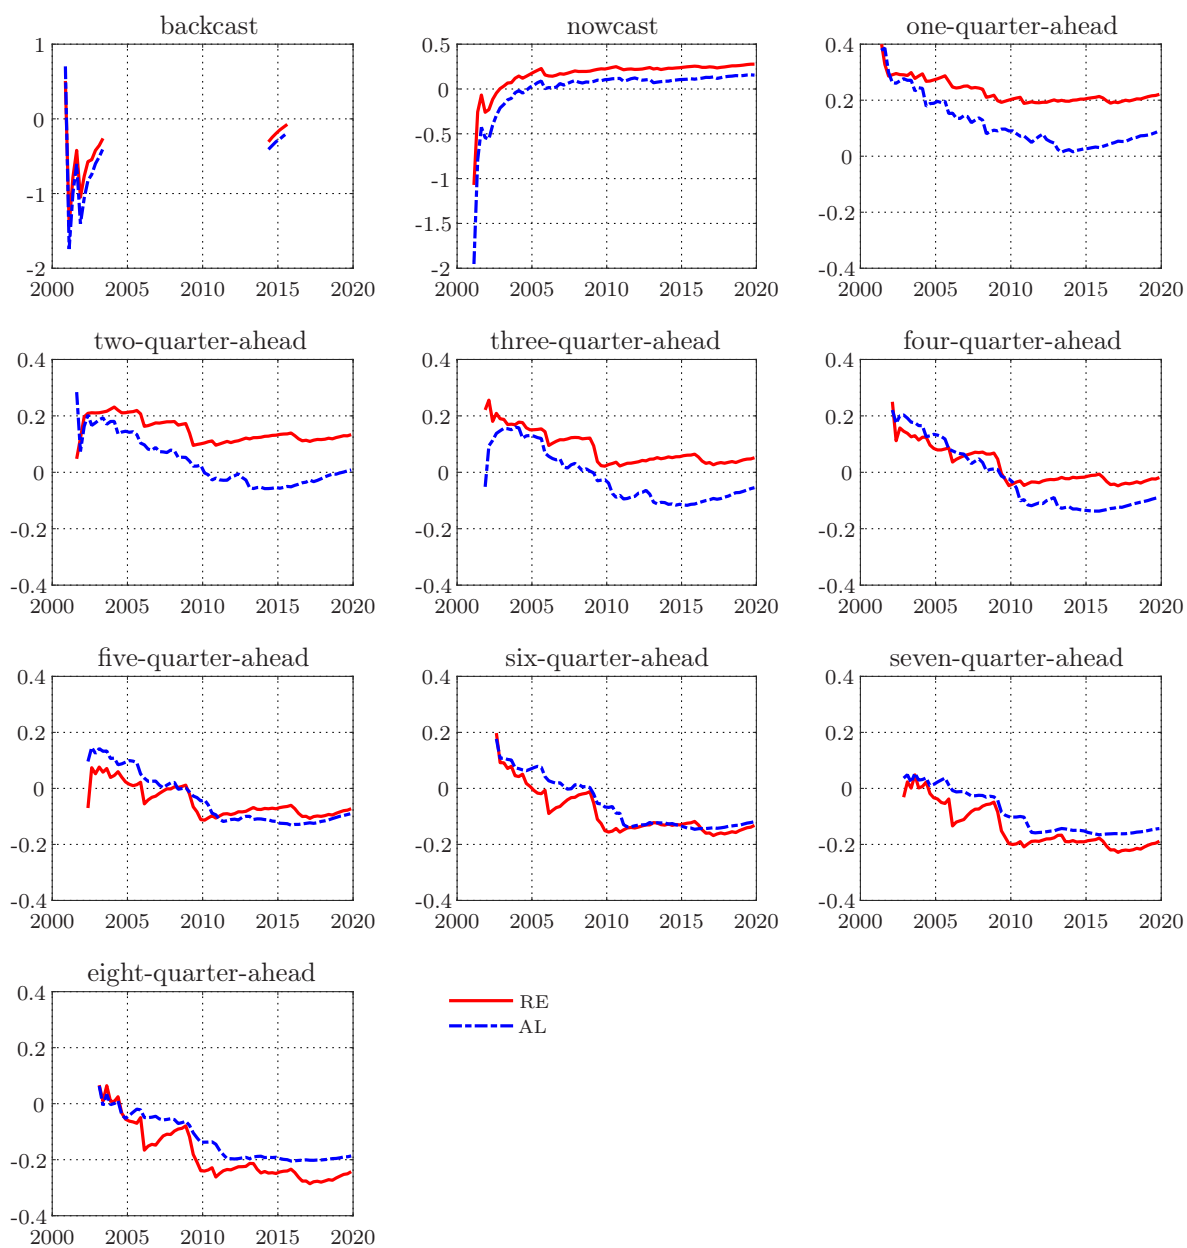 backcast
1
0
-1
-2
2000 2005 2010 2015 2020
nowcast
0.5
0
-0.5
-1
-1.5
-2
2000 2005 2010 2015 2020
one-quarter-ahead
0.4
0.2
0
-0.2
-0.4
2000 2005 2010 2015 2020
two-quarter-ahead
0.4
0.2
0
-0.2
-0.4
2000 2005 2010 2015 2020
three-quarter-ahead
0.4
0.2
0
-0.2
-0.4
2000 2005 2010 2015 2020
four-quarter-ahead
0.4
0.2
0
-0.2
-0.4
2000 2005 2010 2015 2020
five-quarter-ahead
0.4
0.2
0
-0.2
-0.4
2000 2005 2010 2015 2020
six-quarter-ahead
0.4
0.2
0
-0.2
-0.4
2000 2005 2010 2015 2020
seven-quarter-ahead
0.4
0.2
0
-0.2
-0.4
2000 2005 2010 2015 2020
eight-quarter-ahead
0.4
0.2
0
-0.2
-0.4
2000 2005 2010 2015 2020
RE
AL